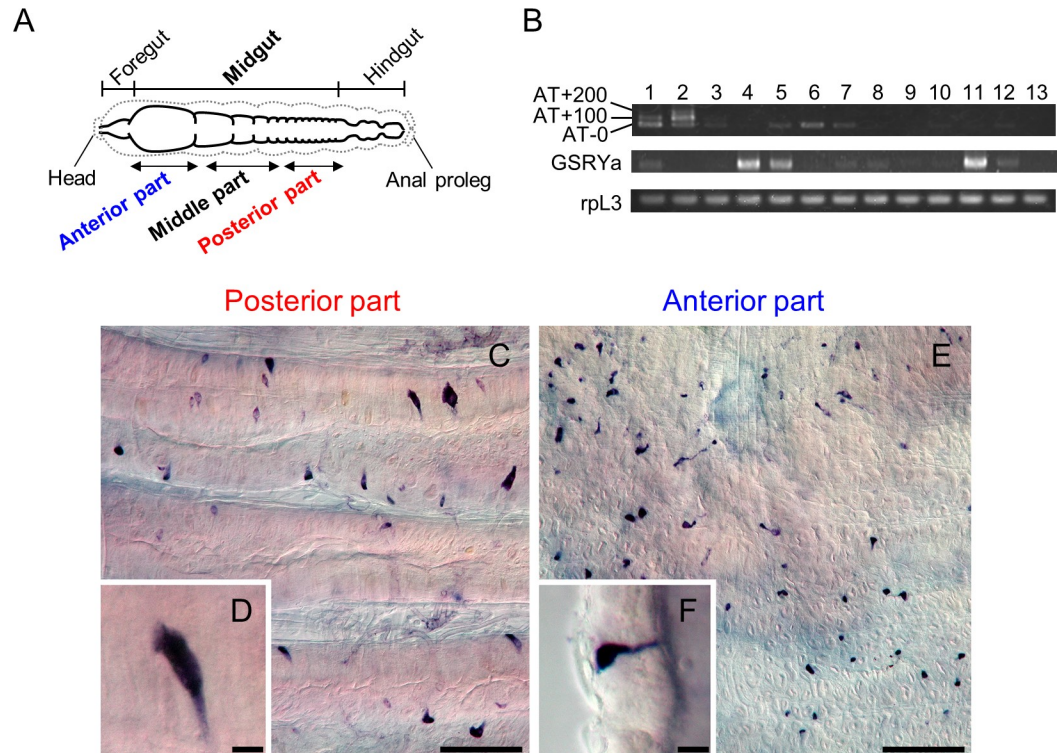 A
Foregut
Midgut
Hindgut
Head
Anal proleg
Anterior part
Middle part
Posterior part
B
1 2 3 4 5 6 7 8 9 10 11 12 13
AT+200
AT+100
AT-0
GSRYa
rpL3
Posterior part
Anterior part
C
E
D
F